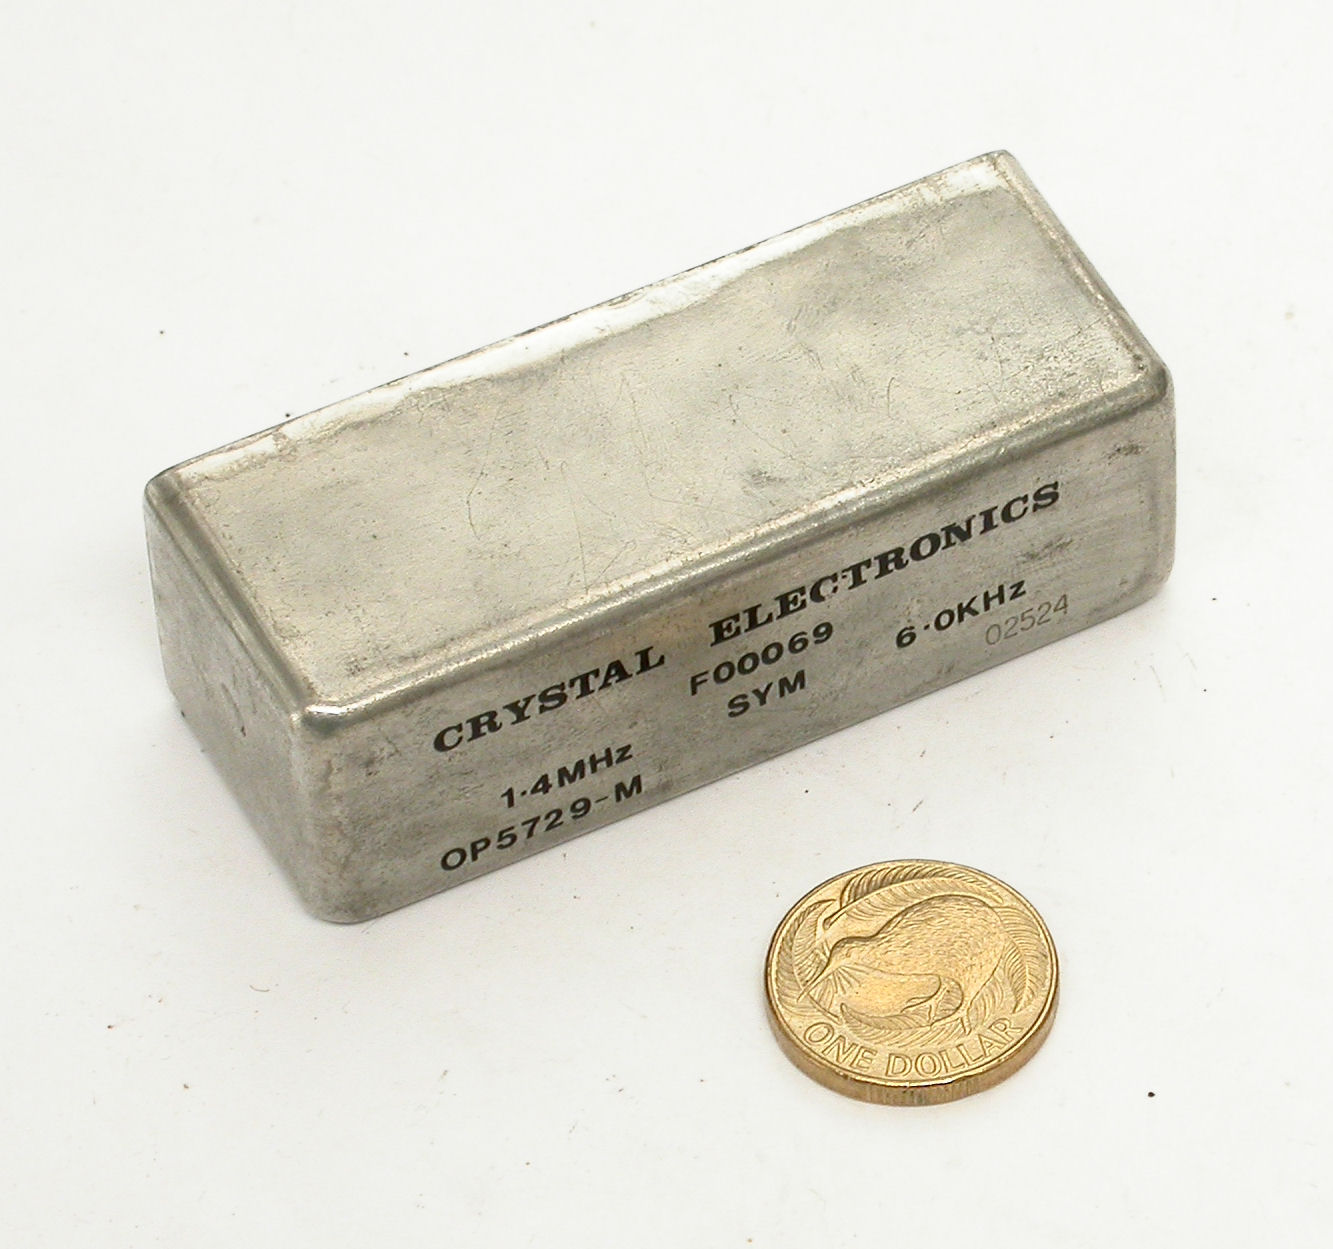 CRYSTAL ELECTRONICS
1·4MHz F00069 6·0KHz
OP5729-M SYM 02524
ONE DOLLAR